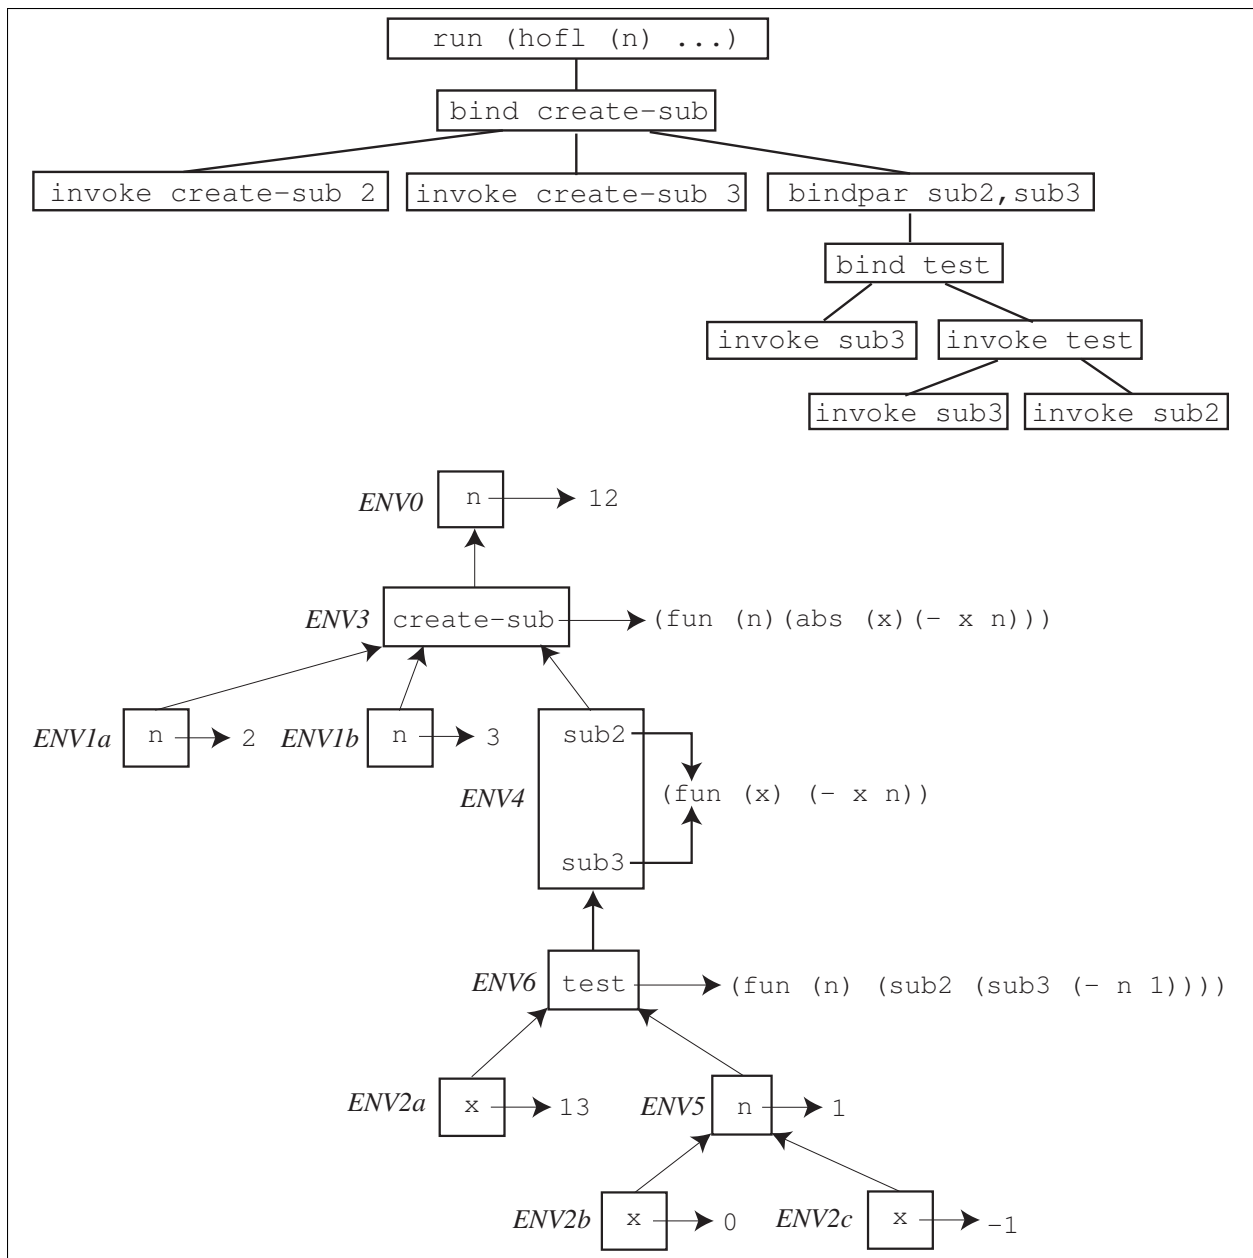 run (hofl (n) ...)
bind create-sub
invoke create-sub 2
invoke create-sub 3
bindpar sub2,sub3
bind test
invoke sub3
invoke test
invoke sub3
invoke sub2
ENV0 n 12
ENV3 create-sub (fun (n)(abs (x)(- x n)))
ENV1a n 2
ENV1b n 3
sub2
ENV4 (fun (x) (- x n))
sub3
ENV6 test (fun (n) (sub2 (sub3 (- n 1))))
ENV2a x 13
ENV5 n 1
ENV2b x 0
ENV2c x -1